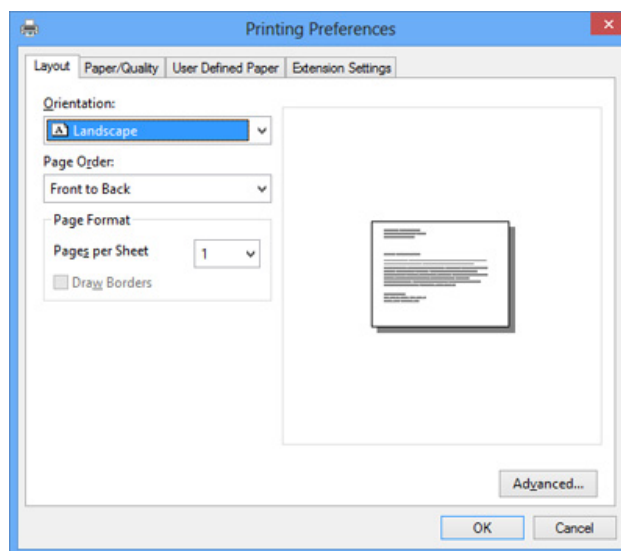 Printing Preferences
Layout Paper/Quality User Defined Paper Extension Settings
Orientation:
A Landscape
Page Order:
Front to Back
Page Format
Pages per Sheet 1
Draw Borders
Advanced...
OK Cancel